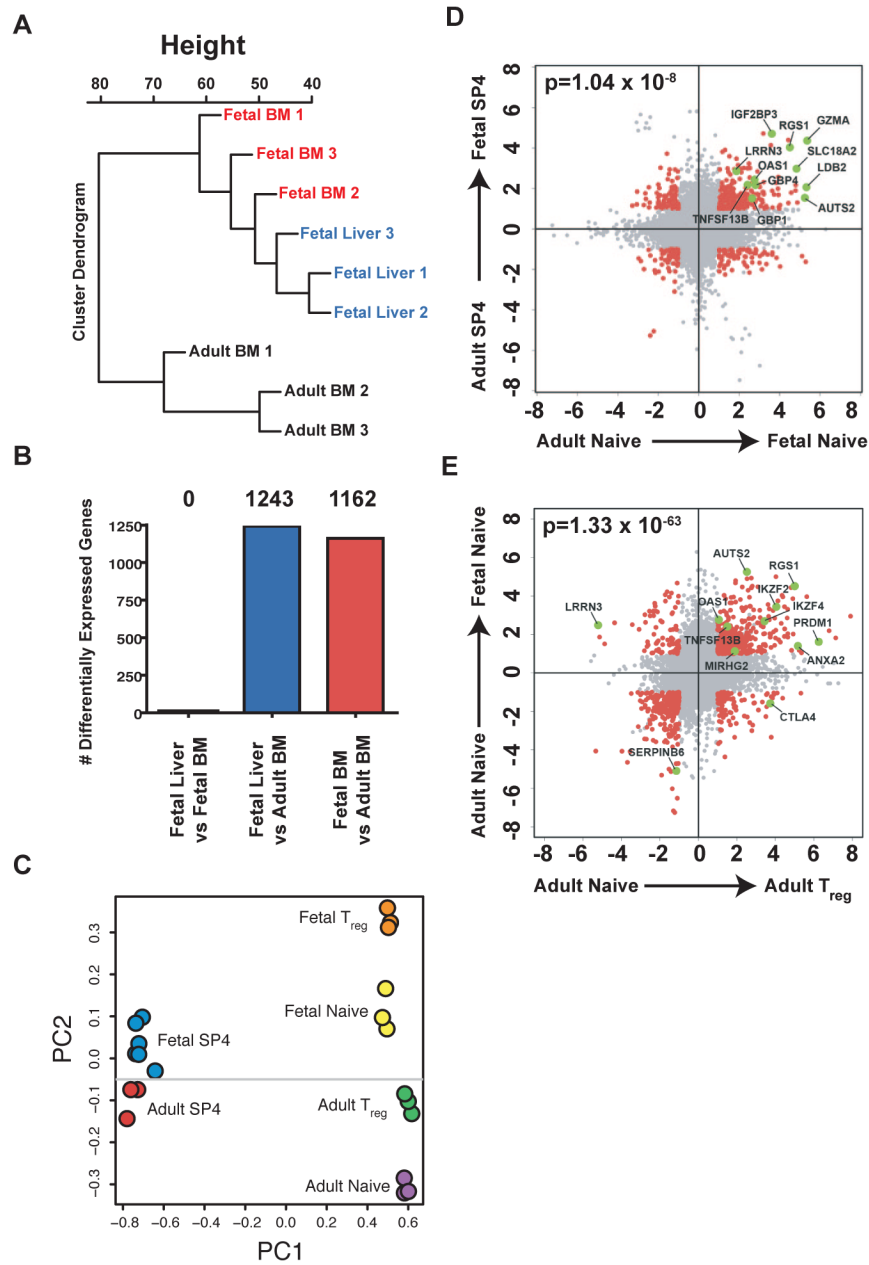 A
Height
80 70 60 50 40
Cluster Dendrogram
Fetal BM 1
Fetal BM 3
Fetal BM 2
Fetal Liver 3
Fetal Liver 1
Fetal Liver 2
Adult BM 1
Adult BM 2
Adult BM 3
B
0 1243 1162
# Differentially Expressed Genes
1250
1000
750
500
250
0
Fetal Liver
vs Fetal BM
Fetal Liver
vs Adult BM
Fetal BM
vs Adult BM
C
PC2
0.3
0.2
0.1
0.0
−0.1
−0.2
−0.3
Fetal Treg
Fetal Naive
Fetal SP4
Adult SP4
Adult Treg
Adult Naive
−0.8 −0.6 −0.4 −0.2 0.0 0.2 0.4 0.6
PC1
D
p=1.04 x 10-8
Adult SP4 Fetal SP4
8
6
4
2
0
-2
-4
-6
-8
IGF2BP3
RGS1
GZMA
LRRN3
SLC18A2
OAS1
LDB2
GBP4
TNFSF13B
GBP1
AUTS2
-8 -6 -4 -2 0 2 4 6 8
Adult Naive Fetal Naive
E
p=1.33 x 10-63
Adult Naive Fetal Naive
8
6
4
2
0
-2
-4
-6
-8
AUTS2
RGS1
IKZF2
LRRN3
OAS1
IKZF4
PRDM1
TNFSF13B
MIRHG2
ANXA2
CTLA4
SERPINB6
-8 -6 -4 -2 0 2 4 6 8
Adult Naive Adult Treg